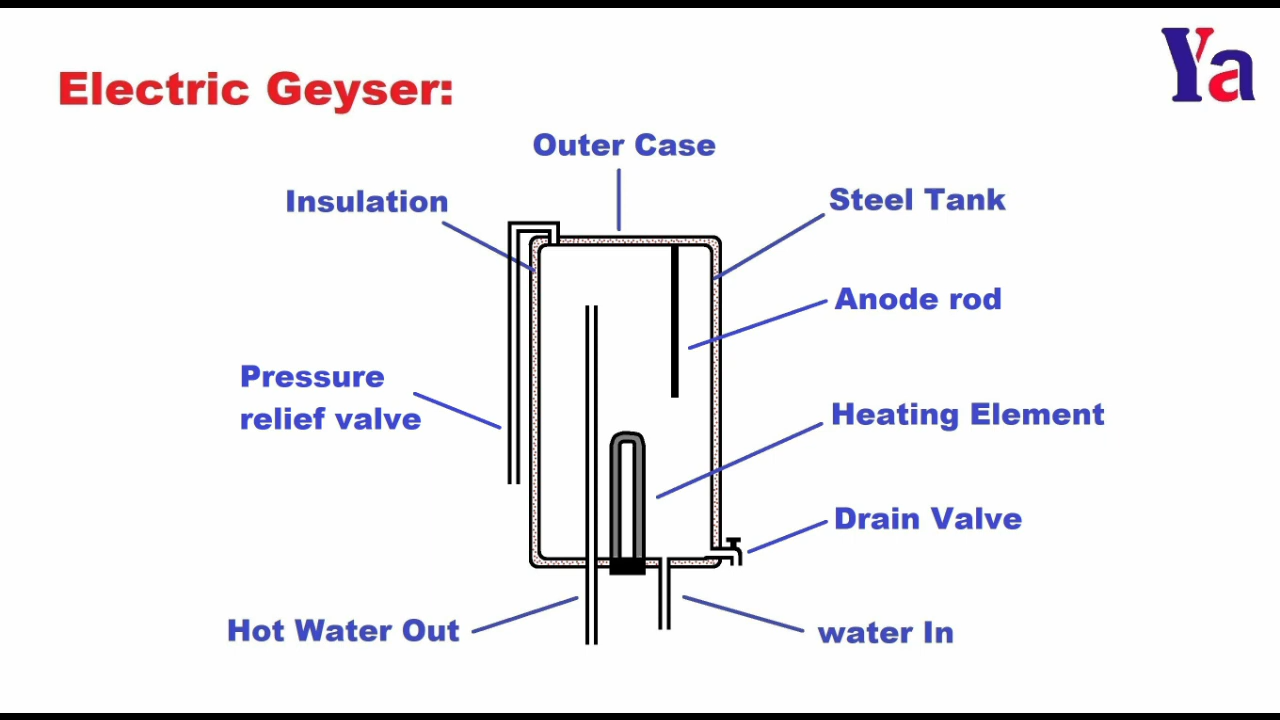 Electric Geyser:
Ya
Outer Case
Insulation
Steel Tank
Anode rod
Pressure
relief valve
Heating Element
Drain Valve
Hot Water Out
water In